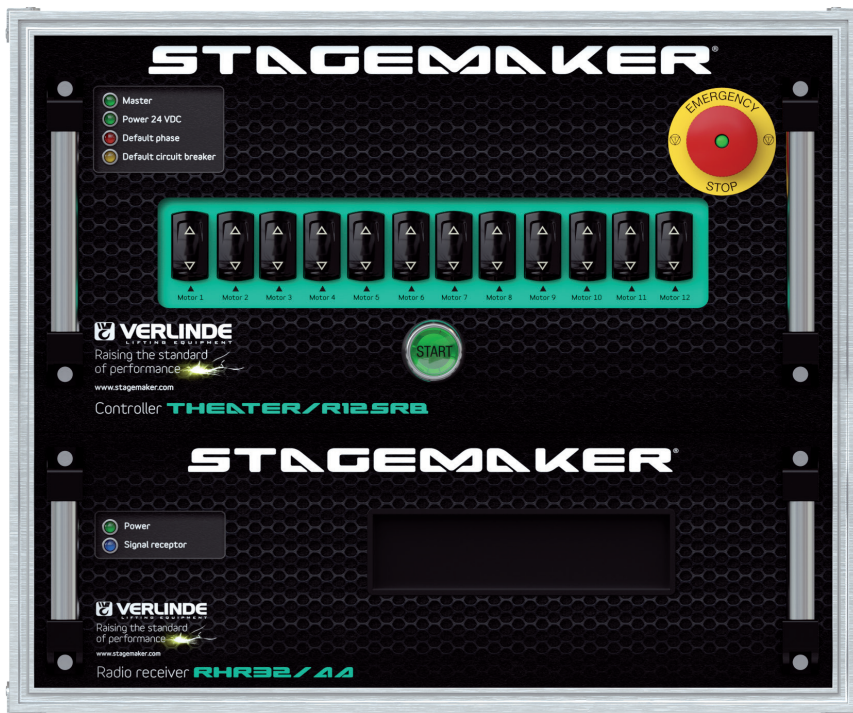 STAGEMAKER®
Master
Power 24 VDC
Default phase
Default circuit breaker
EMERGENCY
STOP
Motor 1 Motor 2 Motor 3 Motor 4 Motor 5 Motor 6 Motor 7 Motor 8 Motor 9 Motor 10 Motor 11 Motor 12
VERLINDE
LIFTING EQUIPMENT
Raising the standard
of performance
www.stagemaker.com
START
Controller THEATER/R12SRB
STAGEMAKER®
Power
Signal receptor
VERLINDE
LIFTING EQUIPMENT
Raising the standard
of performance
www.stagemaker.com
Radio receiver RHR32/AA